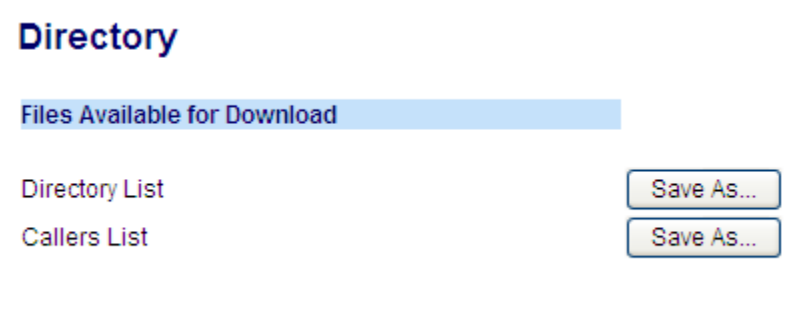 Directory
Files Available for Download
Directory List Save As...
Callers List Save As...